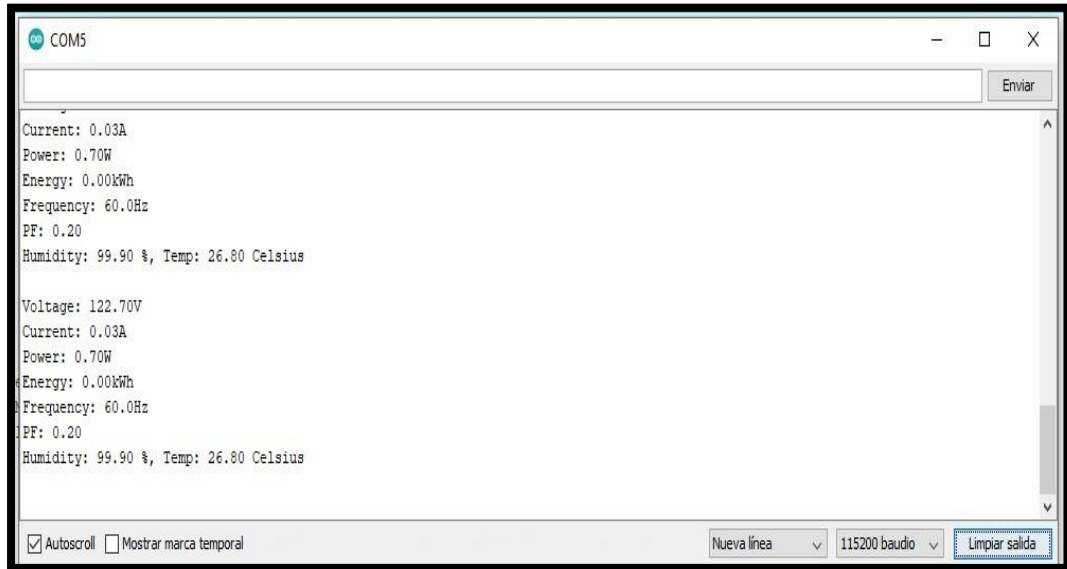 COM5
Enviar
Current: 0.03A
Power: 0.70W
Energy: 0.00kWh
Frequency: 60.0Hz
PF: 0.20
Humidity: 99.90 %, Temp: 26.80 Celsius
Voltage: 122.70V
Current: 0.03A
Power: 0.70W
Energy: 0.00kWh
Frequency: 60.0Hz
PF: 0.20
Humidity: 99.90 %, Temp: 26.80 Celsius
Autoscroll Mostrar marca temporal Nueva línea 115200 baudio Limpiar salida